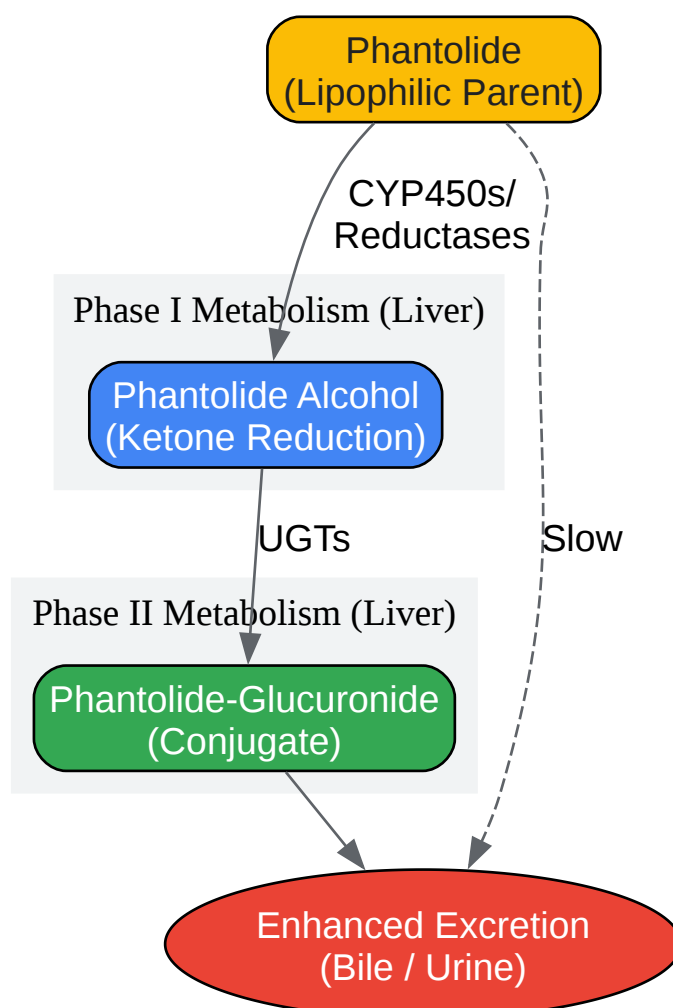 Phantolide
(Lipophilic Parent)
CYP450s/
Reductases
Phase I Metabolism (Liver)
Phantolide Alcohol
(Ketone Reduction)
UGTs
Slow
Phase II Metabolism (Liver)
Phantolide-Glucuronide
(Conjugate)
Enhanced Excretion
(Bile / Urine)